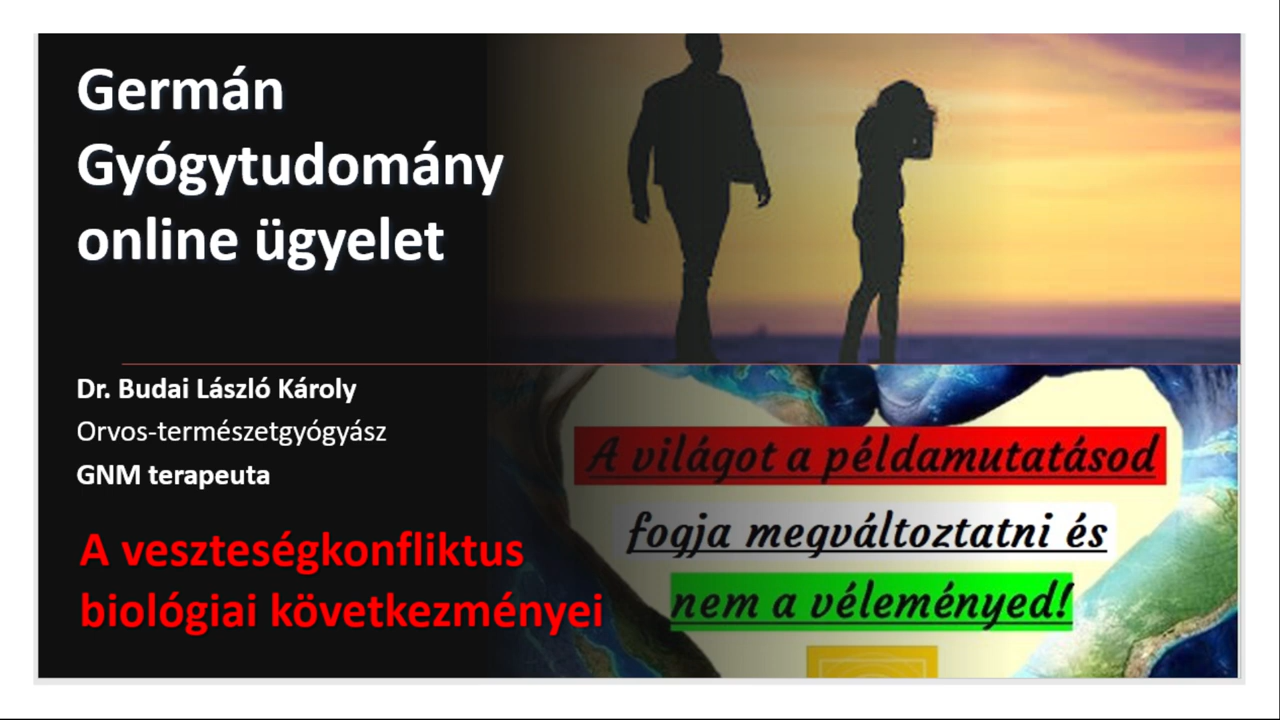 Germán
Gyógytudomány
online ügyelet
Dr. Budai László Károly
Orvos-természetgyógyász
GNM terapeuta
A veszteségkonfliktus
biológiai következményei
A világot a példamutatásod
fogja megváltoztatni és
nem a véleményed!